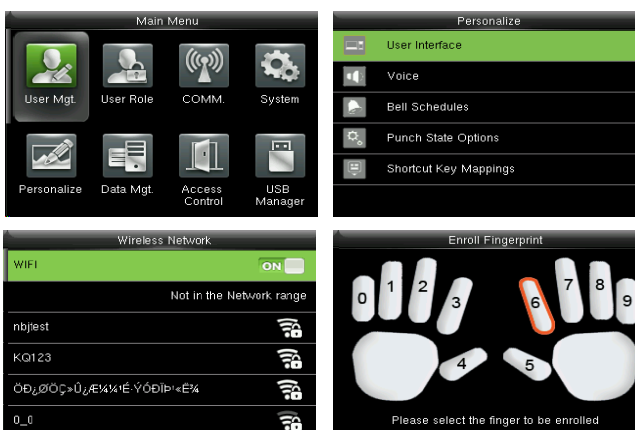 Main Menu
User Mgt.
User Role
COMM.
System
Personalize
Data Mgt.
Access
Control
USB
Manager
Personalize
User Interface
Voice
Bell Schedules
Punch State Options
Shortcut Key Mappings
Wireless Network
WIFI
ON
Not in the Network range
nbjtest
KQ123
0_0
Enroll Fingerprint
0
1
2
3
4
5
6
7
8
9
Please select the finger to be enrolled